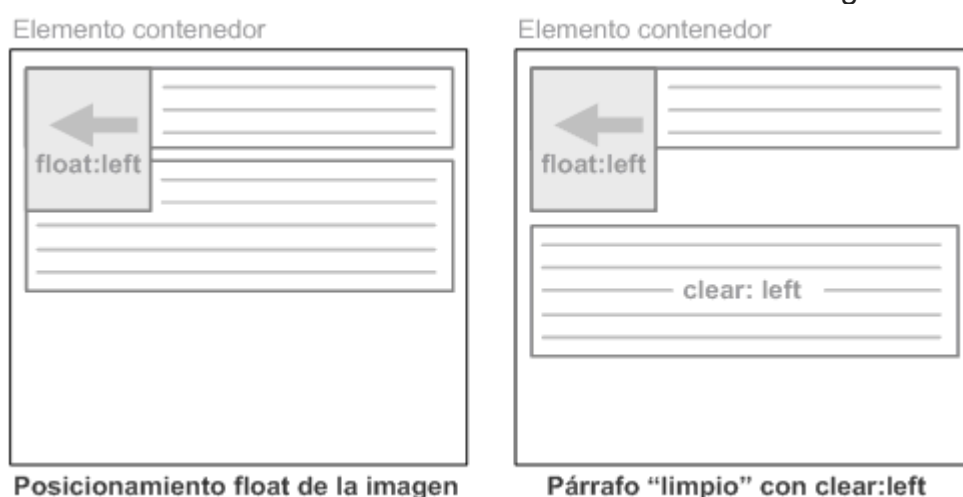 Elemento contenedor
float:left
Posicionamiento float de la imagen
Elemento contenedor
float:left
clear: left
Párrafo “limpio” con clear:left